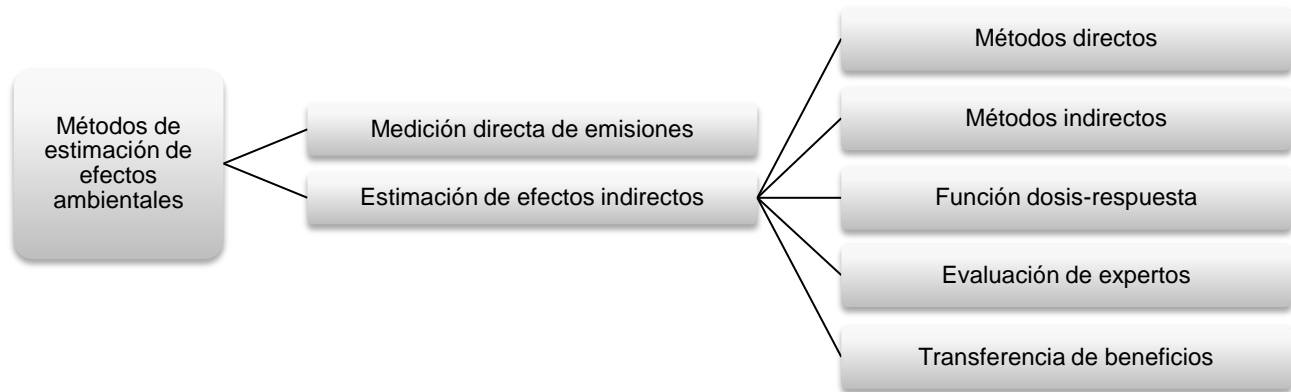 Métodos de
estimación de
efectos
ambientales
Medición directa de emisiones
Estimación de efectos indirectos
Métodos directos
Métodos indirectos
Función dosis-respuesta
Evaluación de expertos
Transferencia de beneficios